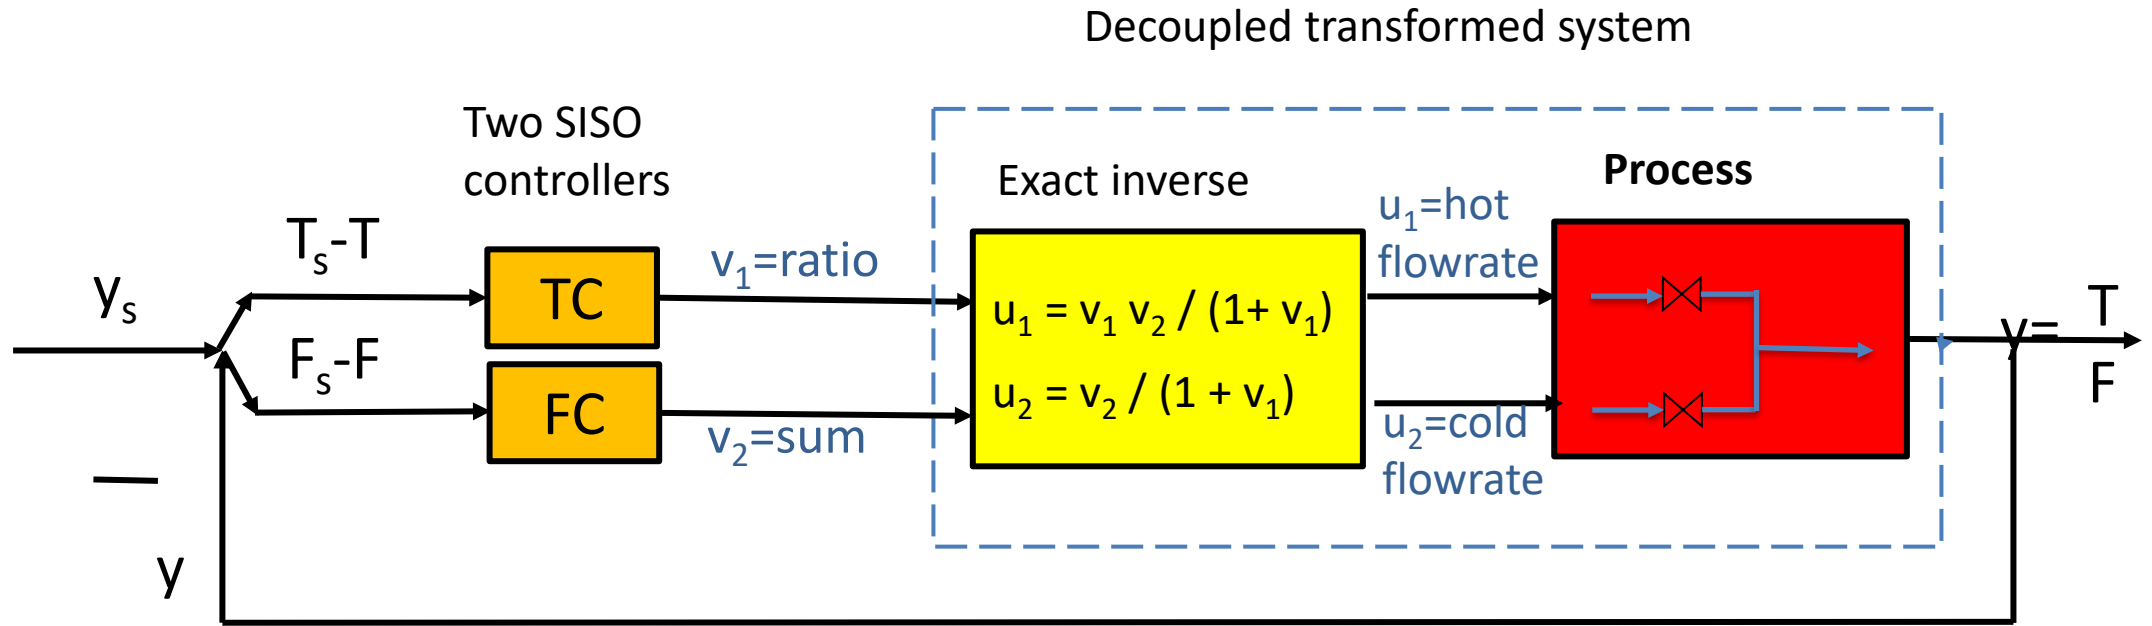 Decoupled transformed system
Two SISO
controllers
Exact inverse
Process
u₁=hot
flowrate
Tₛ-T
v₁=ratio
yₛ
TC
u₁ = v₁ v₂ / (1+ v₁)
T
y=
Fₛ-F
F
FC
u₂ = v₂ / (1 + v₁)
v₂=sum
u₂=cold
flowrate
—
y